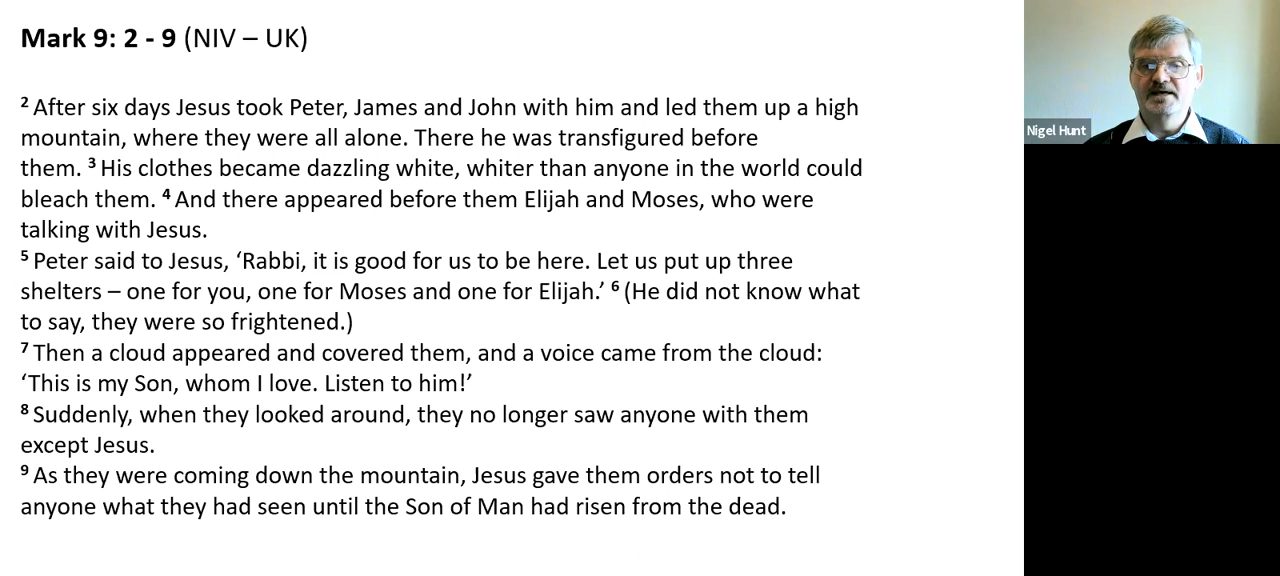 Mark 9: 2 - 9 (NIV – UK)
² After six days Jesus took Peter, James and John with him and led them up a high
mountain, where they were all alone. There he was transfigured before
them. ³ His clothes became dazzling white, whiter than anyone in the world could
bleach them. ⁴ And there appeared before them Elijah and Moses, who were
talking with Jesus.
⁵ Peter said to Jesus, ‘Rabbi, it is good for us to be here. Let us put up three
shelters – one for you, one for Moses and one for Elijah.’ ⁶ (He did not know what
to say, they were so frightened.)
⁷ Then a cloud appeared and covered them, and a voice came from the cloud:
‘This is my Son, whom I love. Listen to him!’
⁸ Suddenly, when they looked around, they no longer saw anyone with them
except Jesus.
⁹ As they were coming down the mountain, Jesus gave them orders not to tell
anyone what they had seen until the Son of Man had risen from the dead.
Nigel Hunt